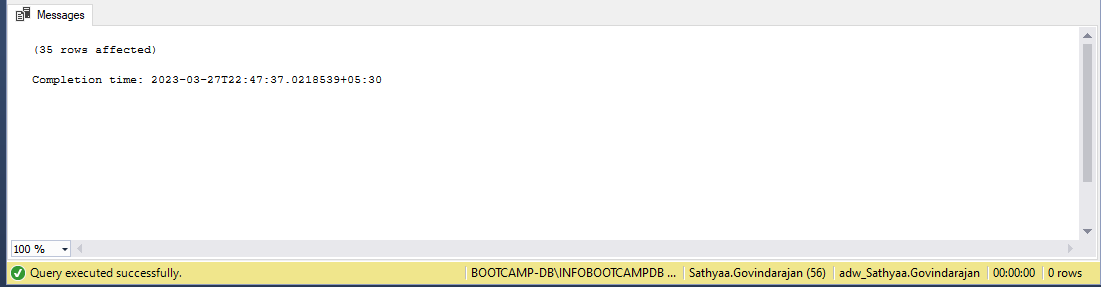 Messages
(35 rows affected)
Completion time: 2023-03-27T22:47:37.0218539+05:30
100 %
Query executed successfully. BOOTCAMP-DB\INFOBOOTCAMPDB ... Sathyaa.Govindarajan (56) adw_Sathyaa.Govindarajan 00:00:00 0 rows